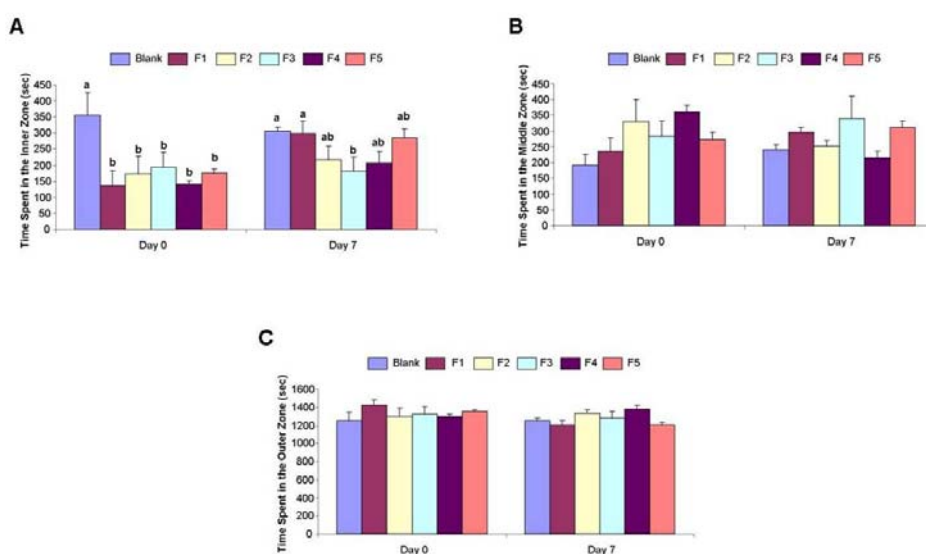 A
Blank F1 F2 F3 F4 F5
Time Spent in the Inner Zone (sec)
450
400
350
300
250
200
150
100
50
0
a
b
b
b
b
b
a
a
ab
b
ab
ab
Day 0
Day 7
B
Blank F1 F2 F3 F4 F5
Time Spent in the Middle Zone (sec)
450
400
350
300
250
200
150
100
50
0
Day 0
Day 7
C
Blank F1 F2 F3 F4 F5
Time Spent in the Outer Zone (sec)
1600
1400
1200
1000
800
600
400
200
0
Day 0
Day 7